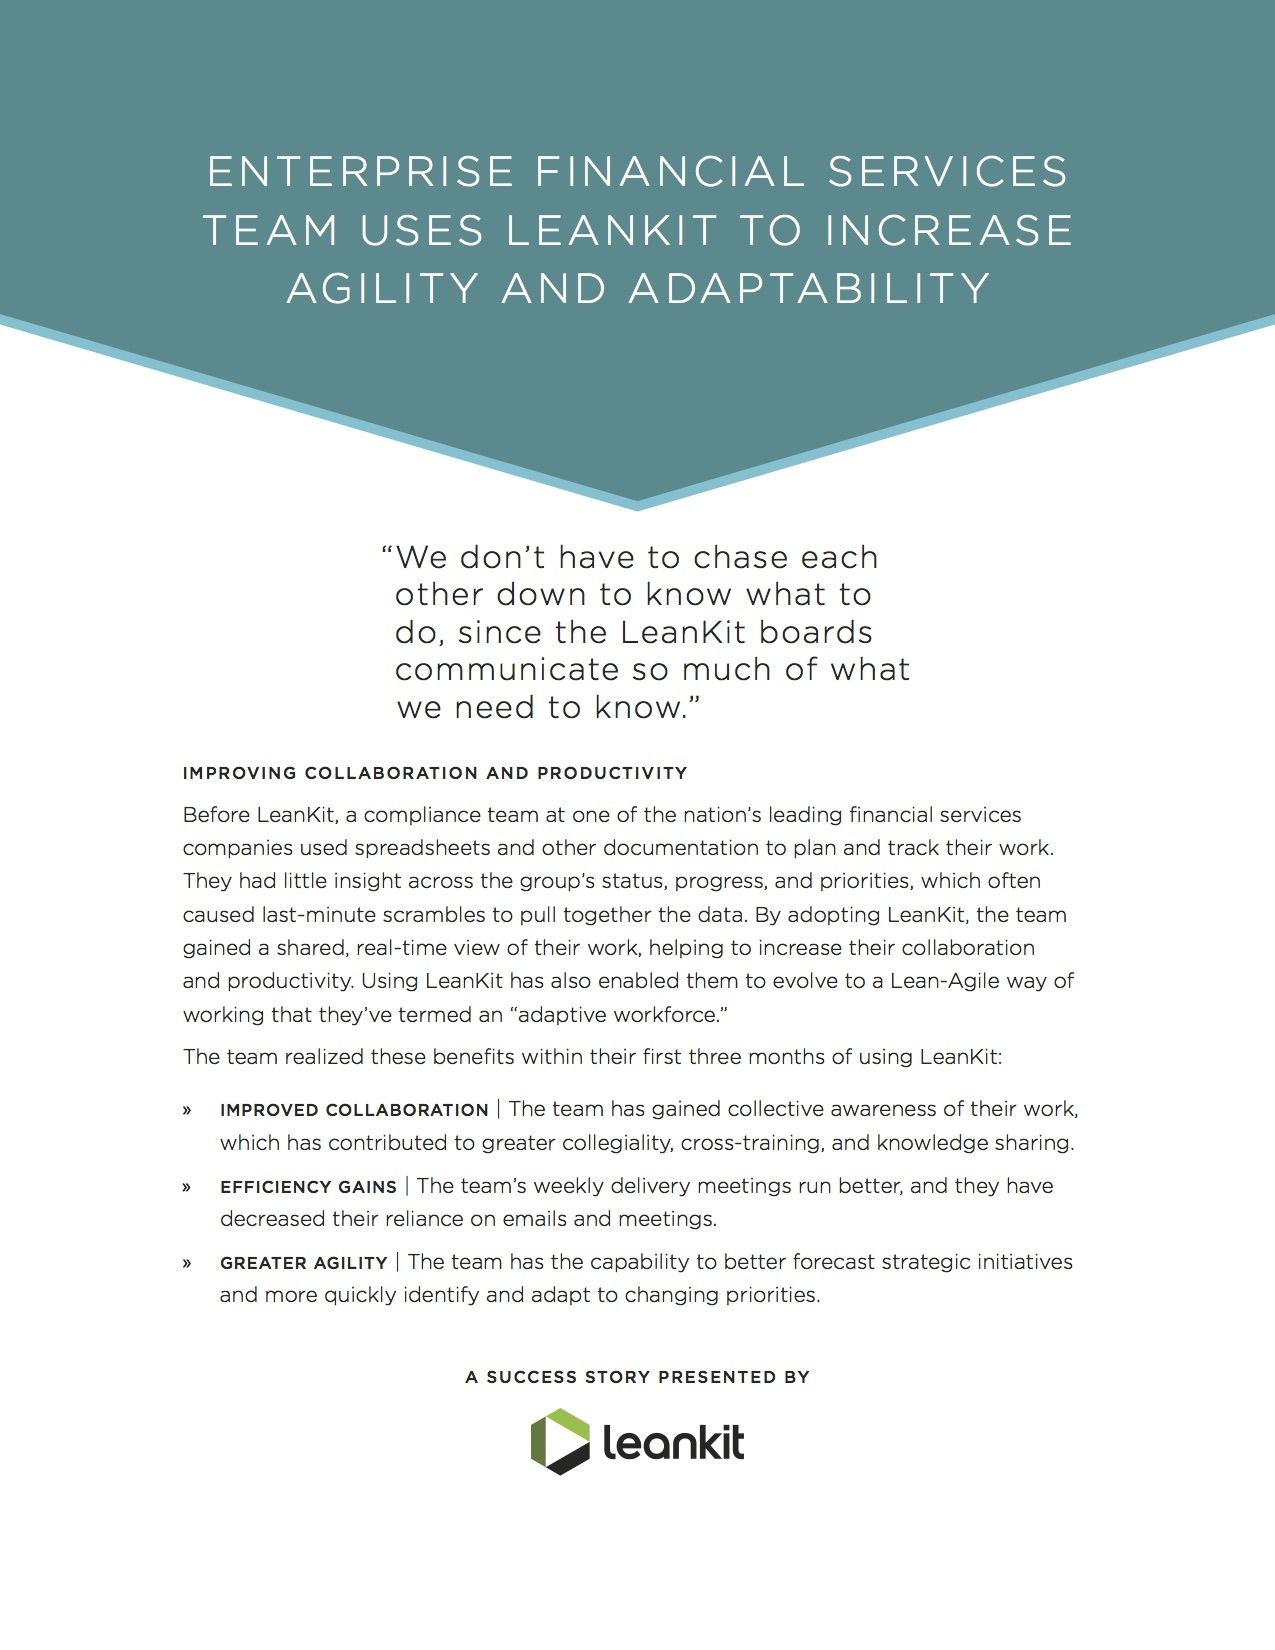 ENTERPRISE FINANCIAL SERVICES
TEAM USES LEANKIT TO INCREASE
AGILITY AND ADAPTABILITY
“We don’t have to chase each
other down to know what to
do, since the LeanKit boards
communicate so much of what
we need to know.”
IMPROVING COLLABORATION AND PRODUCTIVITY
Before LeanKit, a compliance team at one of the nation’s leading financial services
companies used spreadsheets and other documentation to plan and track their work.
They had little insight across the group’s status, progress, and priorities, which often
caused last-minute scrambles to pull together the data. By adopting LeanKit, the team
gained a shared, real-time view of their work, helping to increase their collaboration
and productivity. Using LeanKit has also enabled them to evolve to a Lean-Agile way of
working that they’ve termed an “adaptive workforce.”
The team realized these benefits within their first three months of using LeanKit:
» IMPROVED COLLABORATION | The team has gained collective awareness of their work,
which has contributed to greater collegiality, cross-training, and knowledge sharing.
» EFFICIENCY GAINS | The team’s weekly delivery meetings run better, and they have
decreased their reliance on emails and meetings.
» GREATER AGILITY | The team has the capability to better forecast strategic initiatives
and more quickly identify and adapt to changing priorities.
A SUCCESS STORY PRESENTED BY
leankit